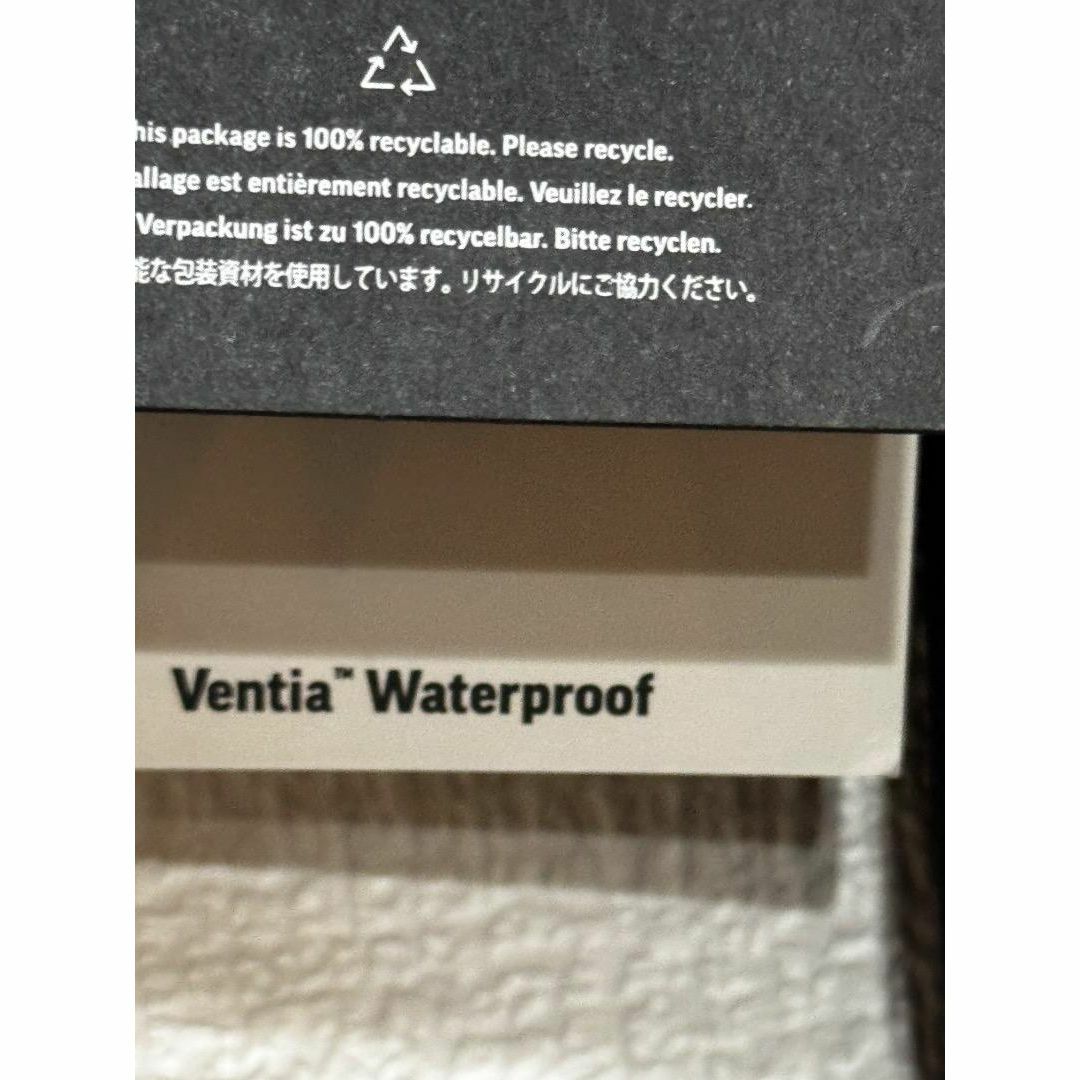 his package is 100% recyclable. Please recycle.
allage est entièrement recyclable. Veuillez le recycler.
Verpackung ist zu 100% recycelbar. Bitte recyclen.
能な包装資材を使用しています。リサイクルにご協力ください。
Ventia™ Waterproof